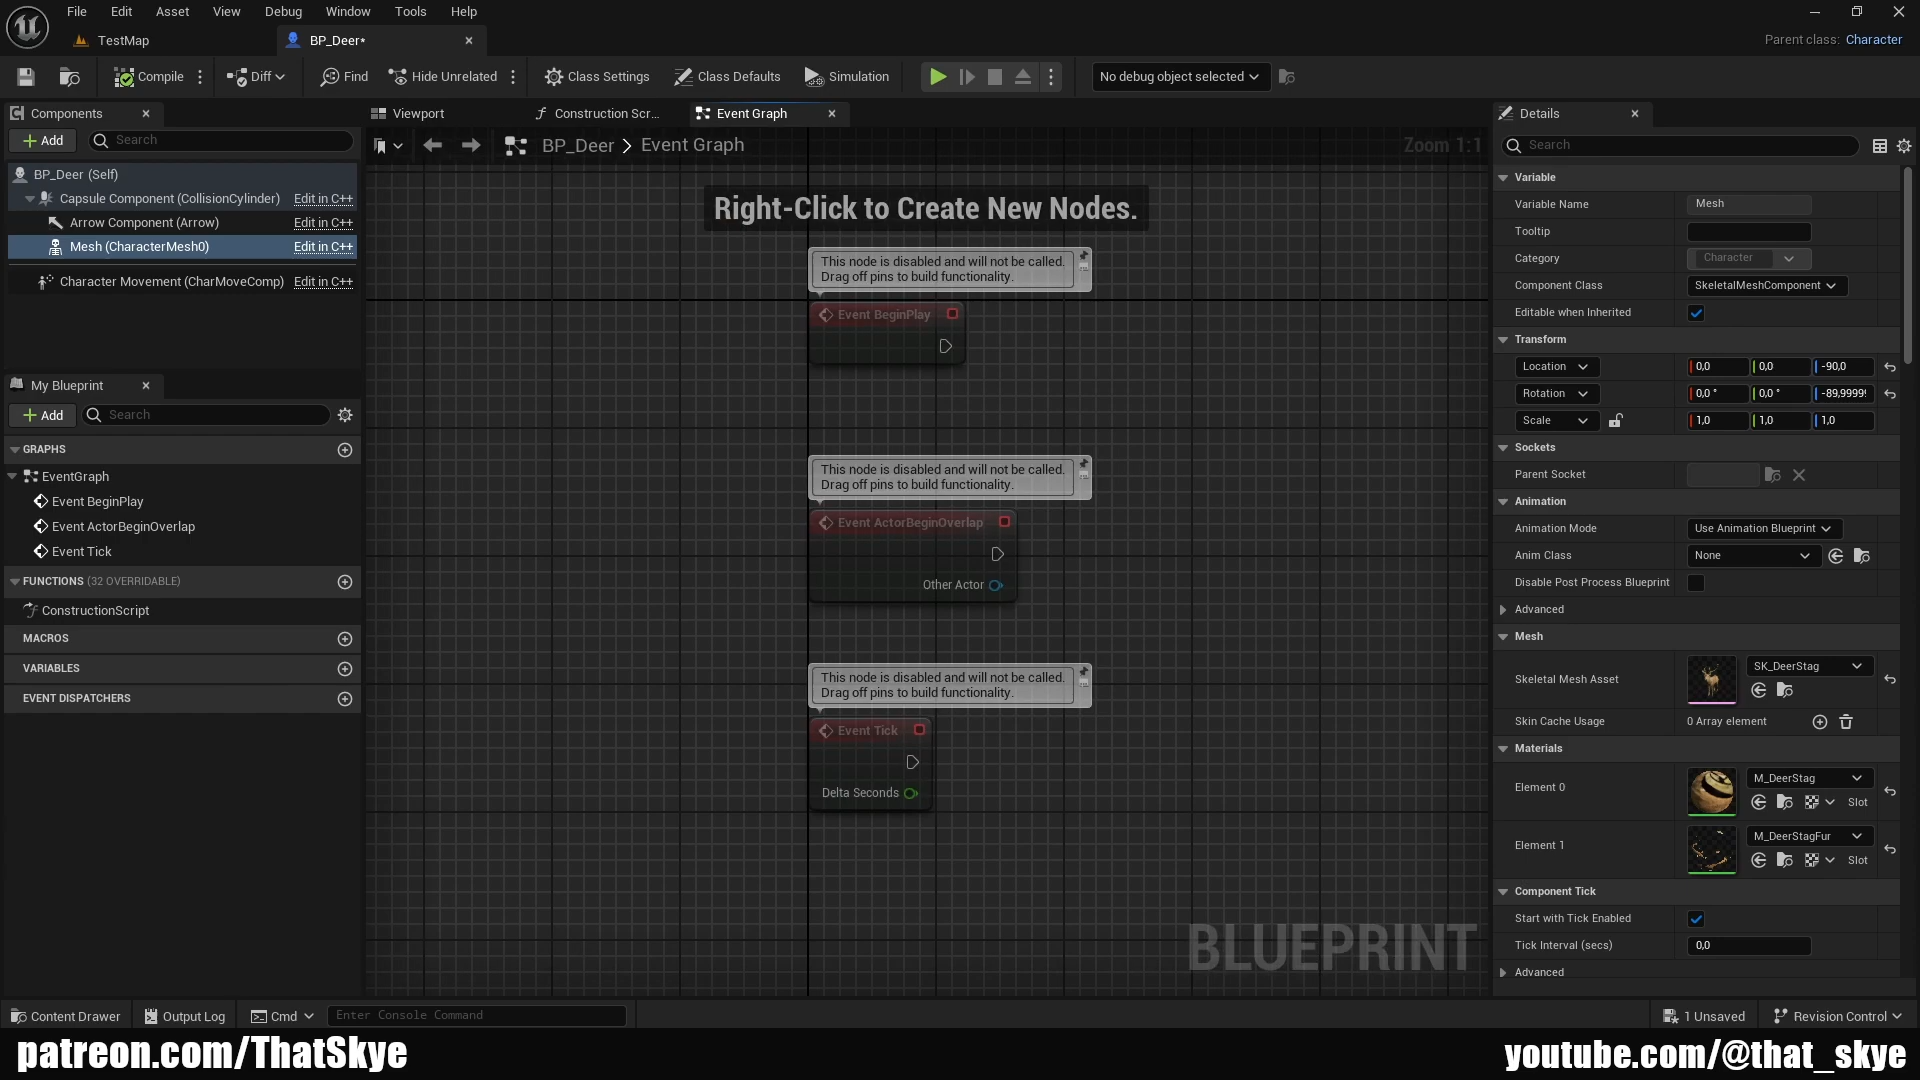 File Edit Asset View Debug Window Tools Help
TestMap
BP_Deer*
Parent class: Character
Compile
Diff
Find
Hide Unrelated
Class Settings
Class Defaults
Simulation
No debug object selected
Components
Add
Search
BP_Deer (Self)
Capsule Component (CollisionCylinder) Edit in C++
Arrow Component (Arrow) Edit in C++
Mesh (CharacterMesh0) Edit in C++
Character Movement (CharMoveComp) Edit in C++
My Blueprint
Add
Search
GRAPHS
EventGraph
Event BeginPlay
Event ActorBeginOverlap
Event Tick
FUNCTIONS (32 OVERRIDABLE)
ConstructionScript
MACROS
VARIABLES
EVENT DISPATCHERS
Viewport
Construction Scr...
Event Graph
BP_Deer > Event Graph
Zoom 1:1
Right-Click to Create New Nodes.
This node is disabled and will not be called.
Drag off pins to build functionality.
Event BeginPlay
This node is disabled and will not be called.
Drag off pins to build functionality.
Event ActorBeginOverlap
Other Actor
This node is disabled and will not be called.
Drag off pins to build functionality.
Event Tick
Delta Seconds
BLUEPRINT
Details
Search
Variable
Variable Name Mesh
Tooltip
Category Character
Component Class SkeletalMeshComponent
Editable when Inherited
Transform
Location 0,0 0,0 -90,0
Rotation 0,0 ° 0,0 ° -89,99999
Scale 1,0 1,0 1,0
Sockets
Parent Socket
Animation
Animation Mode Use Animation Blueprint
Anim Class None
Disable Post Process Blueprint
Advanced
Mesh
Skeletal Mesh Asset SK_DeerStag
Skin Cache Usage 0 Array element
Materials
Element 0 M_DeerStag
Slot
Element 1 M_DeerStagFur
Slot
Component Tick
Start with Tick Enabled
Tick Interval (secs) 0,0
Advanced
Content Drawer
Output Log
Cmd
Enter Console Command
1 Unsaved
Revision Control
patreon.com/ThatSkye
youtube.com/@that_skye